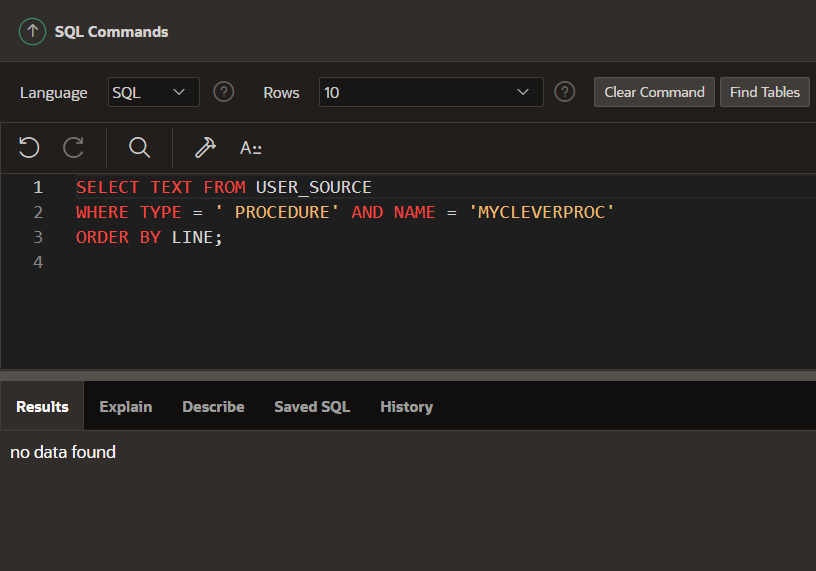 SQL Commands
Language SQL ? Rows 10 ? Clear Command Find Tables
A::
1 SELECT TEXT FROM USER_SOURCE
2 WHERE TYPE = ' PROCEDURE' AND NAME = 'MYCLEVERPROC'
3 ORDER BY LINE;
4
Results Explain Describe Saved SQL History
no data found